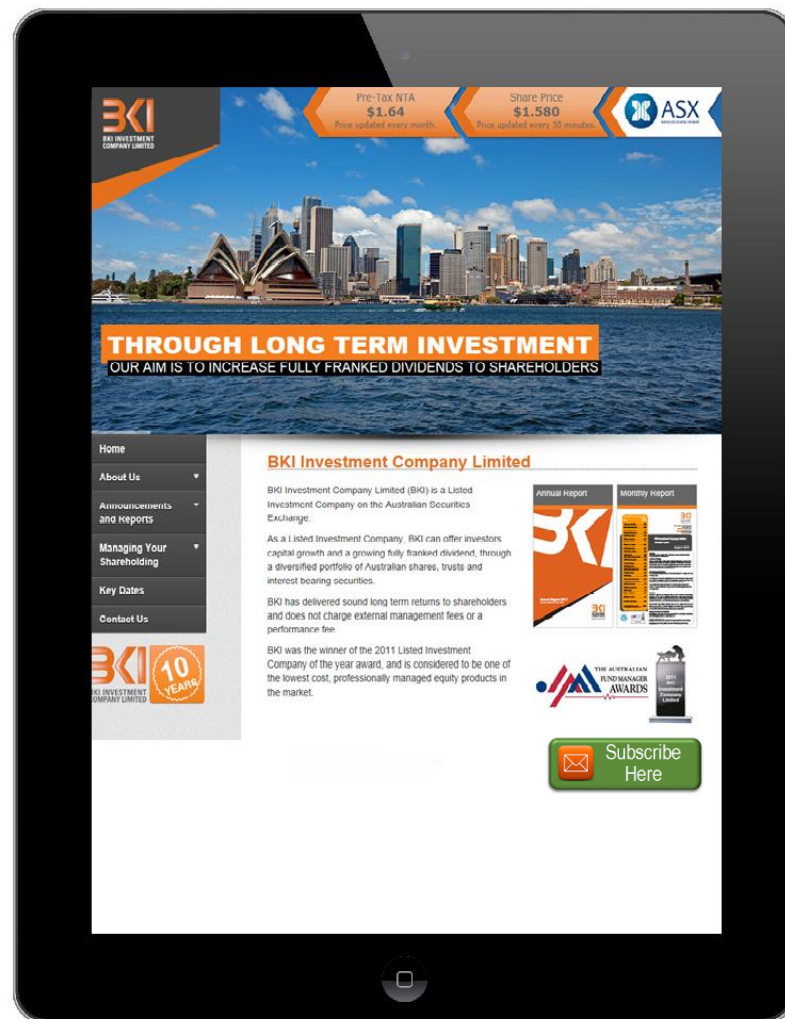 BKI
BKI INVESTMENT
COMPANY LIMITED
Pre-Tax NTA
$1.64
Price updated every month.
Share Price
$1.580
Price updated every 30 minutes.
ASX
THROUGH LONG TERM INVESTMENT
OUR AIM IS TO INCREASE FULLY FRANKED DIVIDENDS TO SHAREHOLDERS
Home
About Us
Announcements
and Reports
Managing Your
Shareholding
Key Dates
Contact Us
BKI
BKI INVESTMENT
COMPANY LIMITED
10
YEARS
BKI Investment Company Limited
BKI Investment Company Limited (BKI) is a Listed
Investment Company on the Australian Securities
Exchange.
As a Listed Investment Company, BKI can offer investors
capital growth and a growing fully franked dividend, through
a diversified portfolio of Australian shares, trusts and
interest bearing securities.
BKI has delivered sound long term returns to shareholders
and does not charge external management fees or a
performance fee
BKI was the winner of the 2011 Listed Investment
Company of the year award, and is considered to be one of
the lowest cost, professionally managed equity products in
the market.
Annual Report
BKI
BKI
Monthly Report
BKI
THE AUSTRALIAN
FUND MANAGER
AWARDS
2011
BKI
Investment
Company
Limited
Subscribe
Here